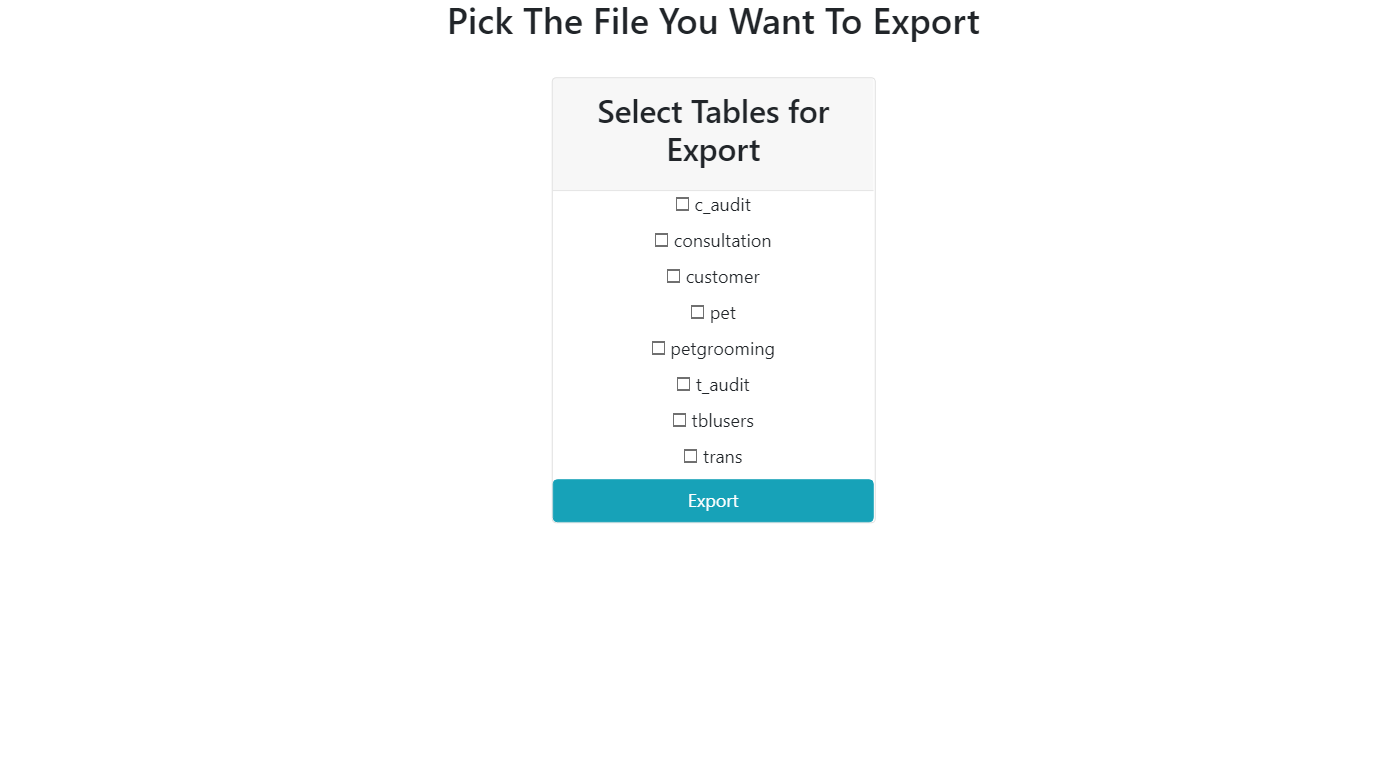 Pick The File You Want To Export
Select Tables for
Export
c_audit
consultation
customer
pet
petgrooming
t_audit
tblusers
trans
Export